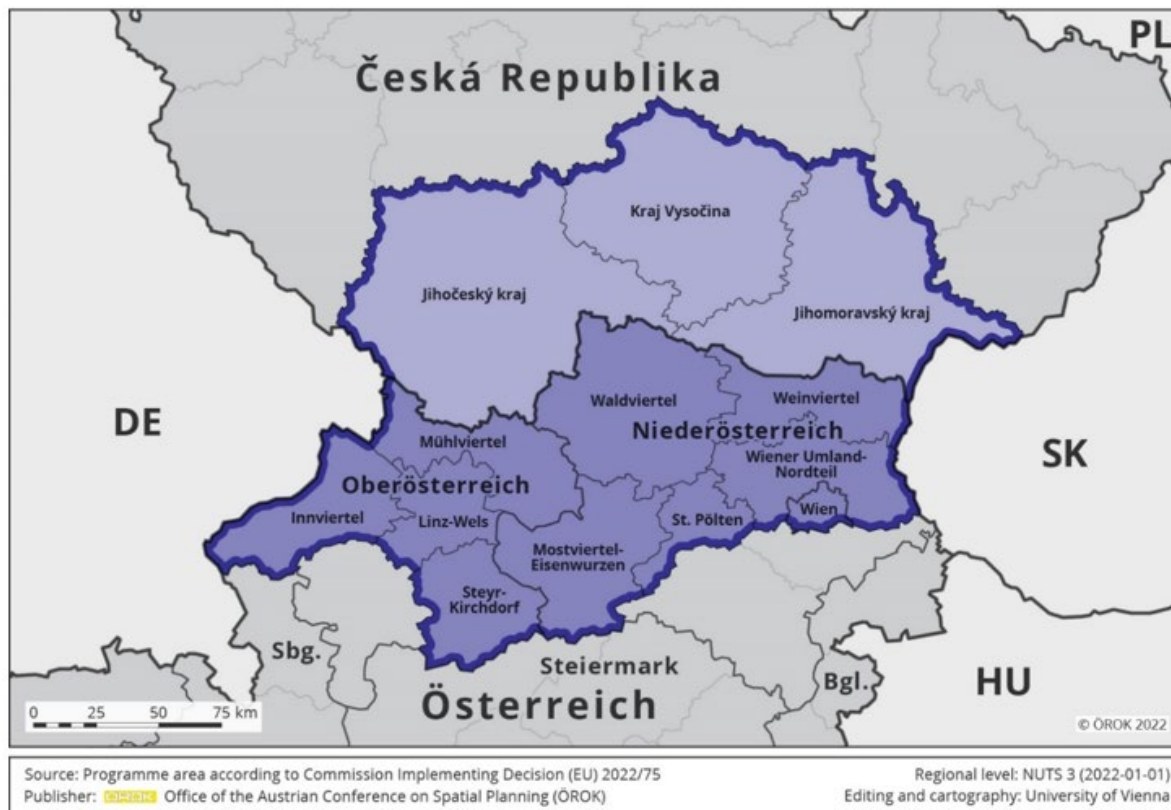 PL
Česká Republika
Kraj Vysočina
Jihočeský kraj
Jihomoravský kraj
DE
Waldviertel
Weinviertel
Niederösterreich
Mühlviertel
SK
Wiener Umland-
Nordteil
Oberösterreich
Innviertel
Linz-Wels
St. Pölten
Wien
Mostviertel-
Eisenwurzen
Steyr-
Kirchdorf
Sbg.
Steiermark
Bgl.
HU
Österreich
0 25 50 75 km
© ÖROK 2022
Source: Programme area according to Commission Implementing Decision (EU) 2022/75
Regional level: NUTS 3 (2022-01-01)
Publisher: ÖROK Office of the Austrian Conference on Spatial Planning (ÖROK)
Editing and cartography: University of Vienna